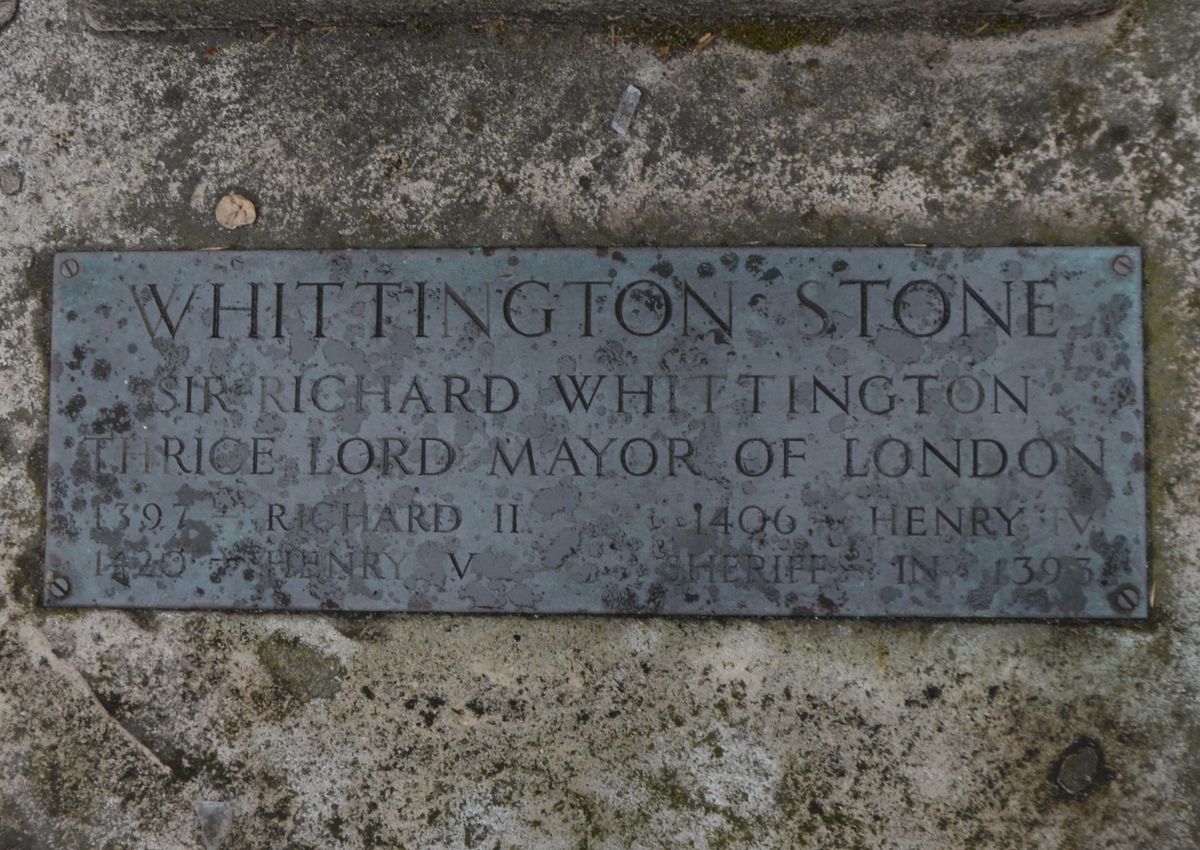 WHITTINGTON STONE
SIR RICHARD WHITTINGTON
THRICE LORD MAYOR OF LONDON
1397 – RICHARD II 1406 – HENRY IV
1420 – HENRY V SHERIFF – IN 1393